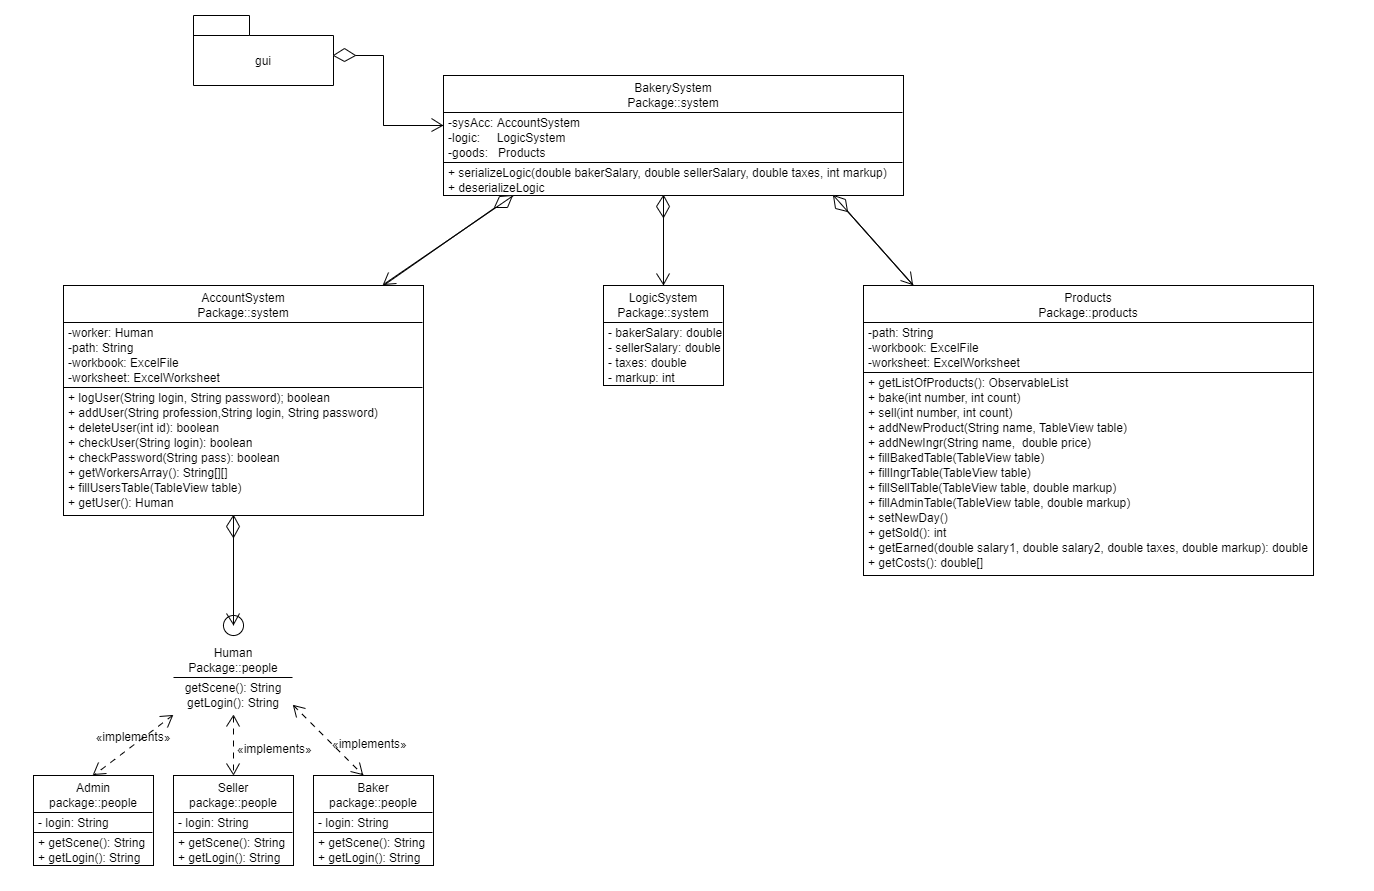 gui
BakerySystem
Package::system
-sysAcc: AccountSystem
-logic: LogicSystem
-goods: Products
+ serializeLogic(double bakerSalary, double sellerSalary, double taxes, int markup)
+ deserializeLogic
AccountSystem
Package::system
-worker: Human
-path: String
-workbook: ExcelFile
-worksheet: ExcelWorksheet
+ logUser(String login, String password); boolean
+ addUser(String profession,String login, String password)
+ deleteUser(int id): boolean
+ checkUser(String login): boolean
+ checkPassword(String pass): boolean
+ getWorkersArray(): String[][]
+ fillUsersTable(TableView table)
+ getUser(): Human
LogicSystem
Package::system
- bakerSalary: double
- sellerSalary: double
- taxes: double
- markup: int
Products
Package::products
-path: String
-workbook: ExcelFile
-worksheet: ExcelWorksheet
+ getListOfProducts(): ObservableList
+ bake(int number, int count)
+ sell(int number, int count)
+ addNewProduct(String name, TableView table)
+ addNewIngr(String name, double price)
+ fillBakedTable(TableView table)
+ fillIngrTable(TableView table)
+ fillSellTable(TableView table, double markup)
+ fillAdminTable(TableView table, double markup)
+ setNewDay()
+ getSold(): int
+ getEarned(double salary1, double salary2, double taxes, double markup): double
+ getCosts(): double[]
Human
Package::people
getScene(): String
getLogin(): String
«implements»
«implements»
«implements»
Admin
package::people
- login: String
+ getScene(): String
+ getLogin(): String
Seller
package::people
- login: String
+ getScene(): String
+ getLogin(): String
Baker
package::people
- login: String
+ getScene(): String
+ getLogin(): String